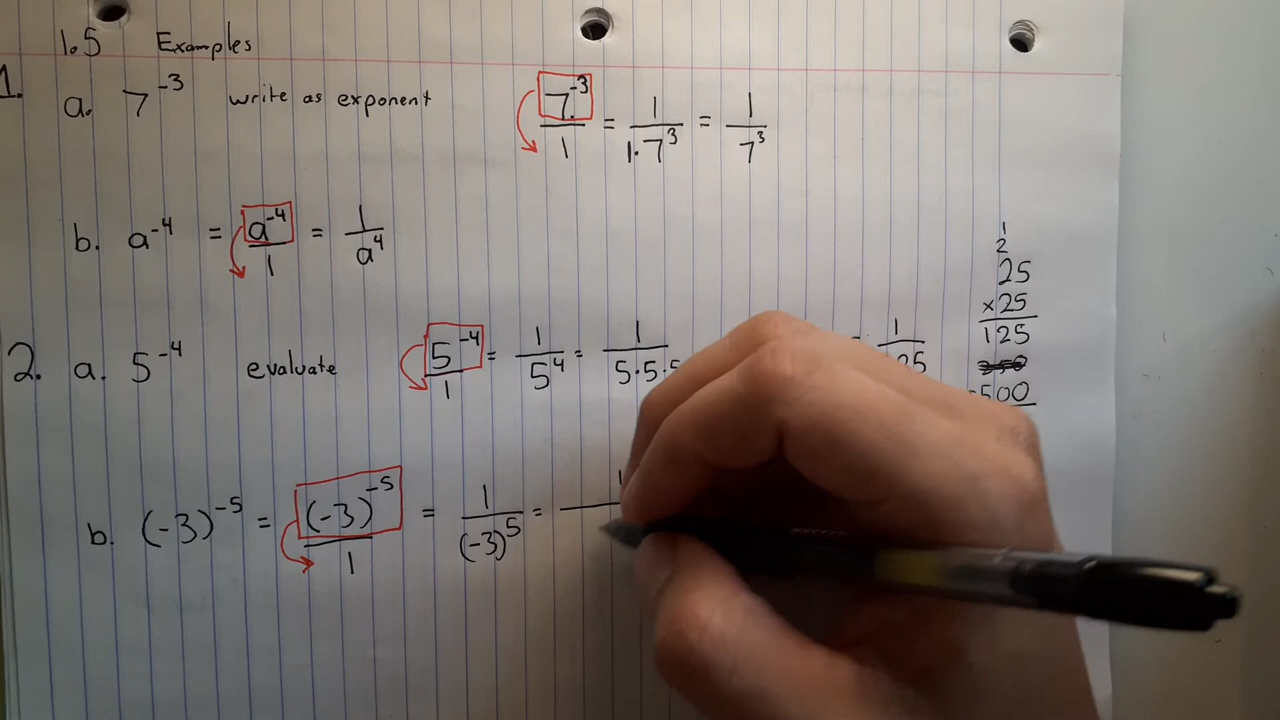 1.5 Examples
1.
a. 7^-3 write as exponent 7^-3/1 = 1/1·7^3 = 1/7^3
b. a^-4 = a^-4/1 = 1/a^4
2. a. 5^-4 evaluate 5^-4/1 = 1/5^4 = 1/5·5·5
b. (-3)^-5 = (-3)^-5/1 = 1/(-3)^5 =
1
2
25
×25
125
500